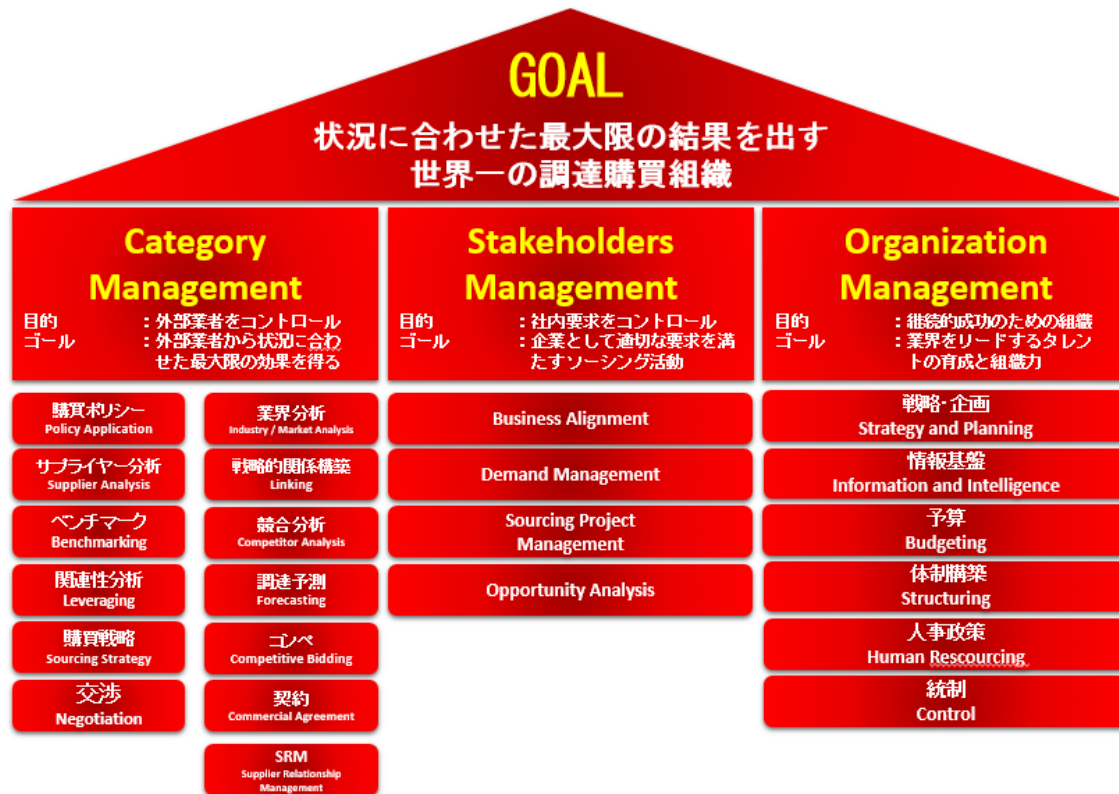 GOAL
状況に合わせた最大限の結果を出す
世界一の調達購買組織
Category
Management
目的 ：外部業者をコントロール
ゴール ：外部業者から状況に合わ
せた最大限の効果を得る
購買ポリシー
Policy Application
サプライヤー分析
Supplier Analysis
ベンチマーク
Benchmarking
関連性分析
Leveraging
購買戦略
Sourcing Strategy
交渉
Negotiation
業界分析
Industry / Market Analysis
戦略的関係構築
Linking
競合分析
Competitor Analysis
調達予測
Forecasting
コンペ
Competitive Bidding
契約
Commercial Agreement
SRM
Supplier Relationship
Management
Stakeholders
Management
目的 ：社内要求をコントロール
ゴール ：企業として適切な要求を満
たすソーシング活動
Business Alignment
Demand Management
Sourcing Project
Management
Opportunity Analysis
Organization
Management
目的 ：継続的成功のための組織
ゴール ：業界をリードするタレン
トの育成と組織力
戦略・企画
Strategy and Planning
情報基盤
Information and Intelligence
予算
Budgeting
体制構築
Structuring
人事政策
Human Rescourcing
統制
Control